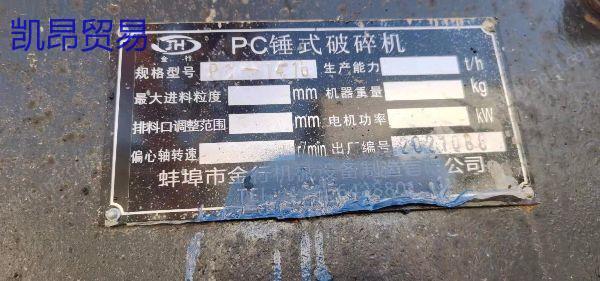 凯昂贸易
JH
金行
PC锤式破碎机
规格型号 生产能力 t/h
最大进料粒度 mm 机器重量 kg
排料口调整范围 mm 电机功率 kW
偏心轴转速 r/min 出厂编号
蚌埠市金行机 公司